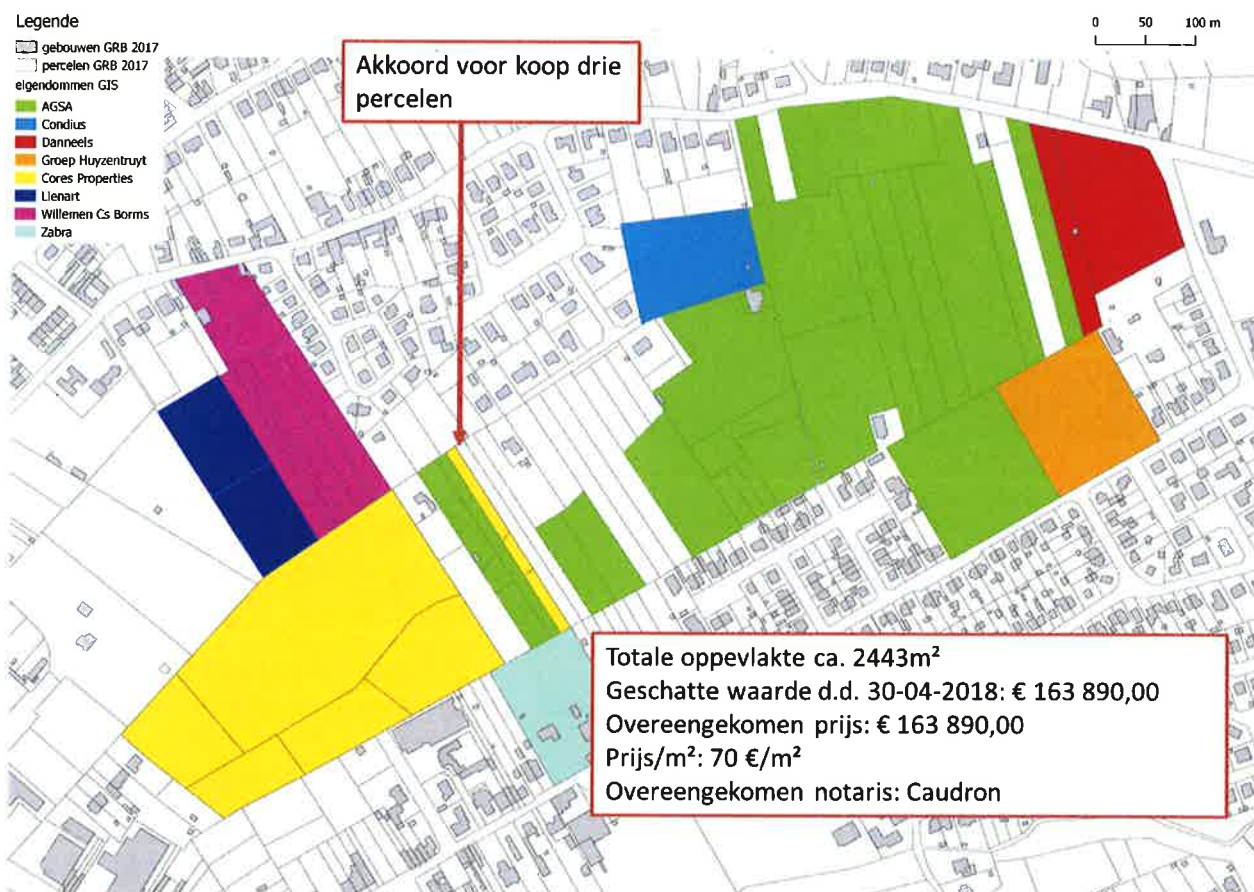 Legende
gebouwen GRB 2017
percelen GRB 2017
eigendommen GIS
AGSA
Condius
Danneels
Groep Huyzentruyt
Cores Properties
Lienart
Willemen Cs Borms
Zabra
0 50 100 m
Akkoord voor koop drie
percelen
Totale oppevlakte ca. 2443m²
Geschatte waarde d.d. 30-04-2018: € 163 890,00
Overeengekomen prijs: € 163 890,00
Prijs/m²: 70 €/m²
Overeengekomen notaris: Caudron